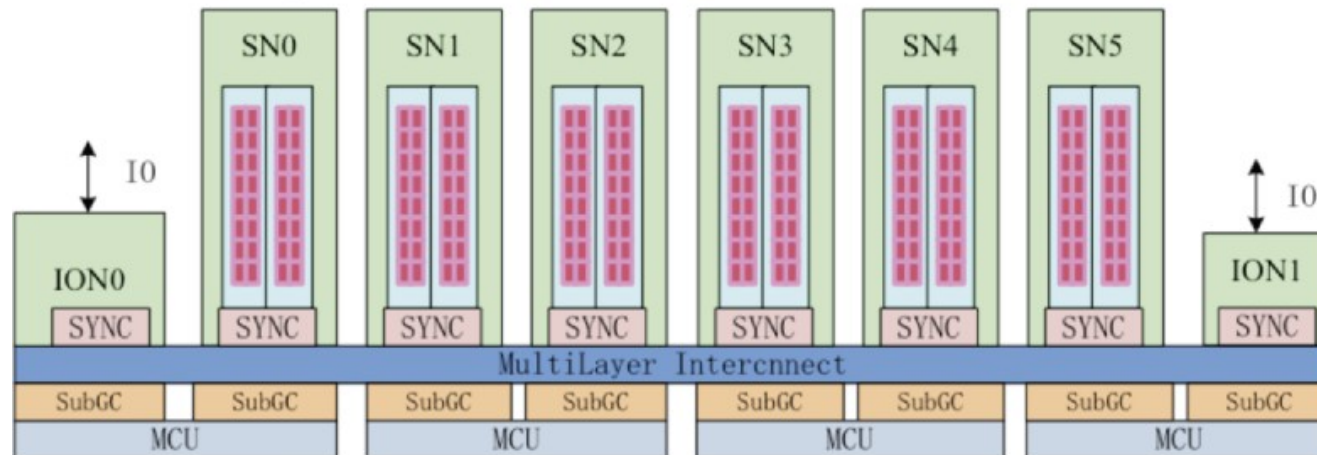 SN0 SN1 SN2 SN3 SN4 SN5
IO IO
ION0 ION1
SYNC SYNC SYNC SYNC SYNC SYNC SYNC SYNC
MultiLayer Intercnnect
SubGC SubGC SubGC SubGC SubGC SubGC SubGC SubGC
MCU MCU MCU MCU